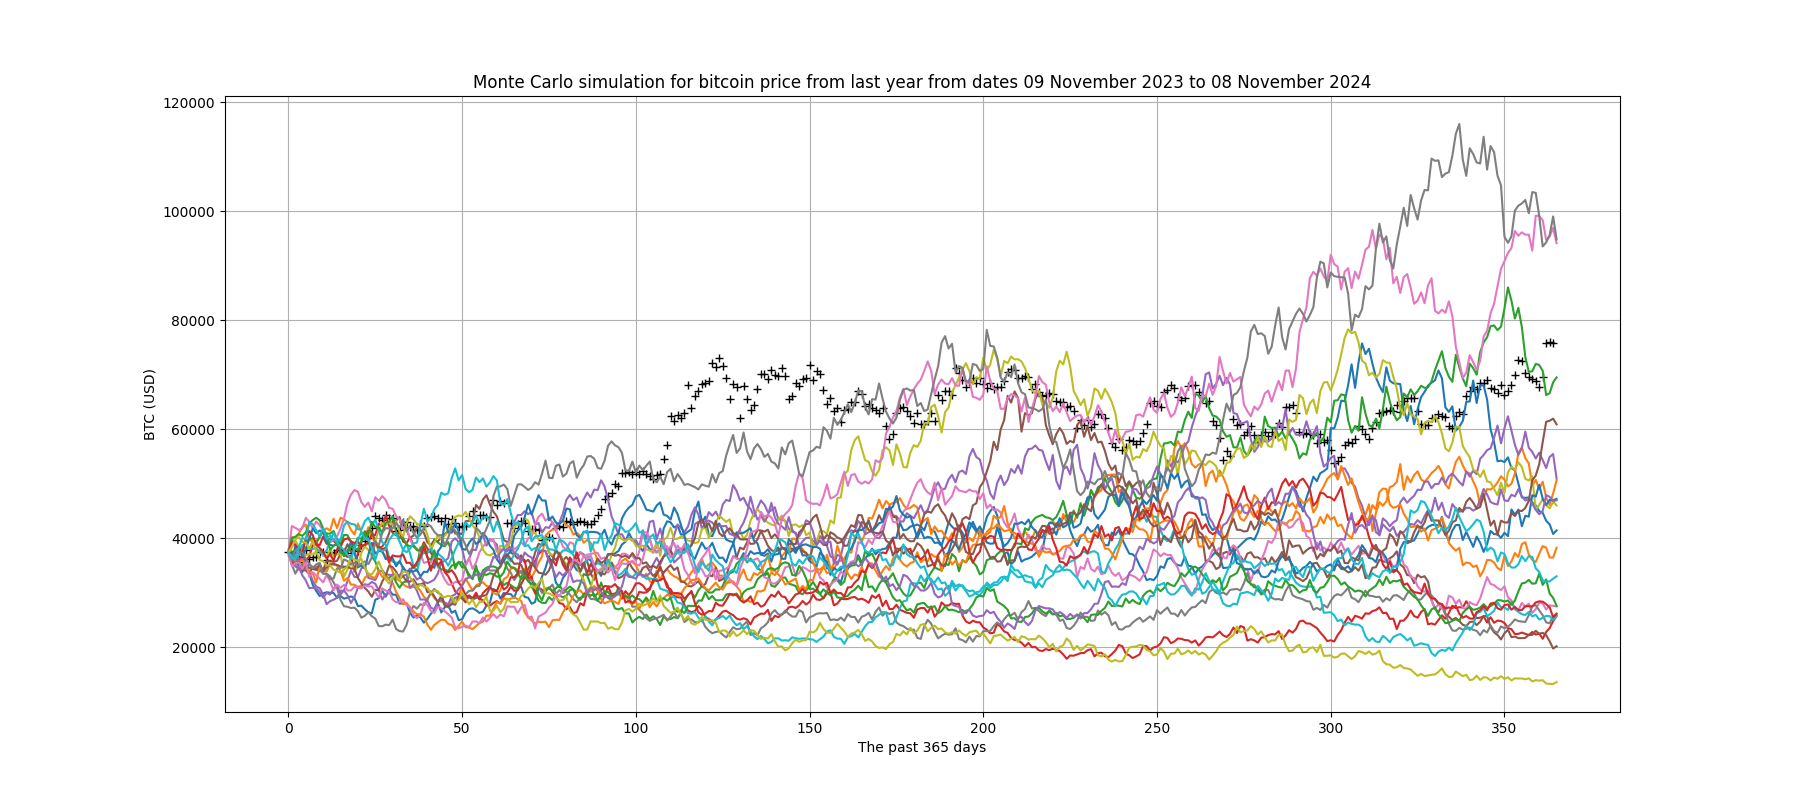 Monte Carlo simulation for bitcoin price from last year from dates 09 November 2023 to 08 November 2024
120000
100000
80000
60000
40000
20000
BTC (USD)
0 50 100 150 200 250 300 350
The past 365 days